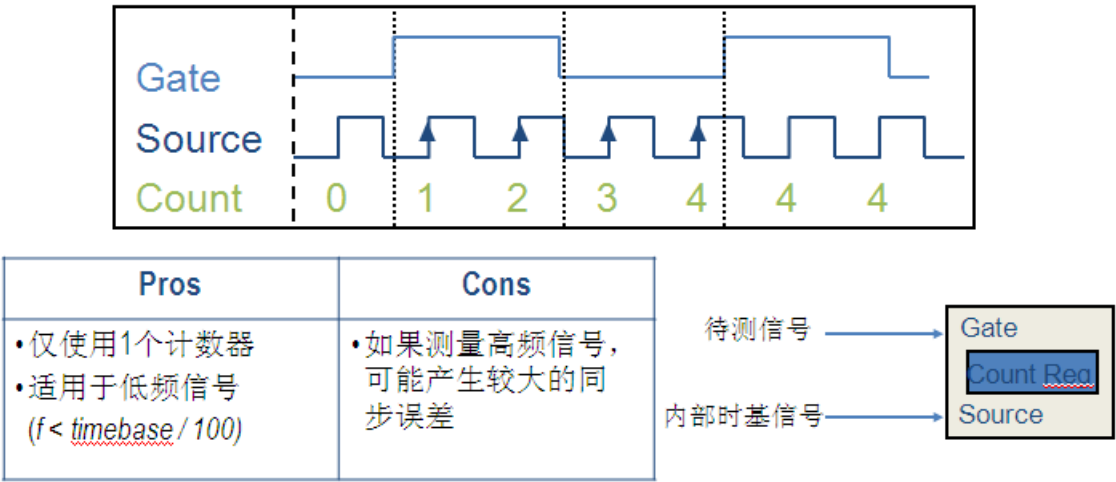 Gate
Source
Count 0 1 2 3 4 4 4
Pros
•仅使用1个计数器
•适用于低频信号
(f < timebase / 100)
Cons
•如果测量高频信号，
可能产生较大的同
步误差
待测信号
内部时基信号
Gate
Count Reg
Source